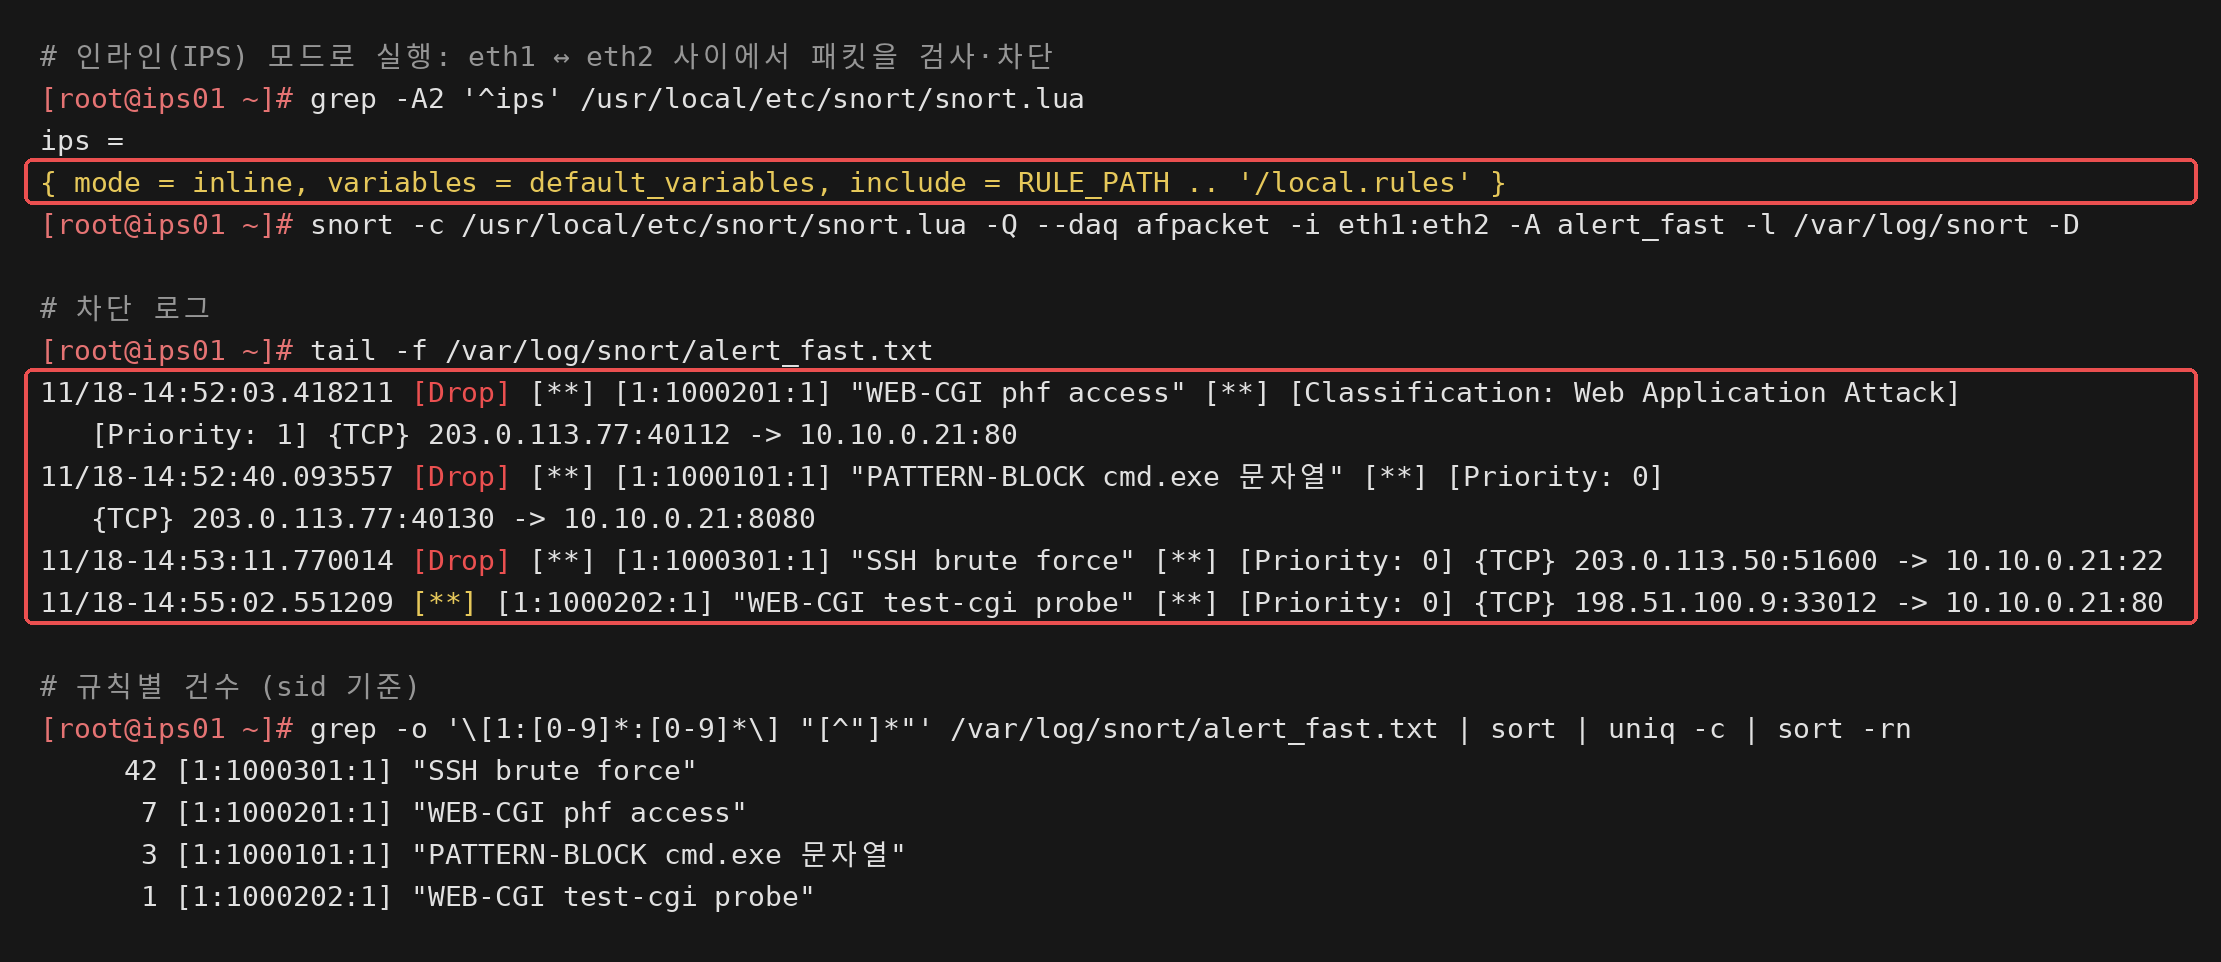 # 인라인(IPS) 모드로 실행: eth1 ↔ eth2 사이에서 패킷을 검사·차단
[root@ips01 ~]# grep -A2 '^ips' /usr/local/etc/snort/snort.lua
ips =
{ mode = inline, variables = default_variables, include = RULE_PATH .. '/local.rules' }
[root@ips01 ~]# snort -c /usr/local/etc/snort/snort.lua -Q --daq afpacket -i eth1:eth2 -A alert_fast -l /var/log/snort -D
# 차단 로그
[root@ips01 ~]# tail -f /var/log/snort/alert_fast.txt
11/18-14:52:03.418211 [Drop] [**] [1:1000201:1] "WEB-CGI phf access" [**] [Classification: Web Application Attack]
[Priority: 1] {TCP} 203.0.113.77:40112 -> 10.10.0.21:80
11/18-14:52:40.093557 [Drop] [**] [1:1000101:1] "PATTERN-BLOCK cmd.exe 문자열" [**] [Priority: 0]
{TCP} 203.0.113.77:40130 -> 10.10.0.21:8080
11/18-14:53:11.770014 [Drop] [**] [1:1000301:1] "SSH brute force" [**] [Priority: 0] {TCP} 203.0.113.50:51600 -> 10.10.0.21:22
11/18-14:55:02.551209 [**] [1:1000202:1] "WEB-CGI test-cgi probe" [**] [Priority: 0] {TCP} 198.51.100.9:33012 -> 10.10.0.21:80
# 규칙별 건수 (sid 기준)
[root@ips01 ~]# grep -o '\[1:[0-9]*:[0-9]*\] "[^"]*"' /var/log/snort/alert_fast.txt | sort | uniq -c | sort -rn
42 [1:1000301:1] "SSH brute force"
7 [1:1000201:1] "WEB-CGI phf access"
3 [1:1000101:1] "PATTERN-BLOCK cmd.exe 문자열"
1 [1:1000202:1] "WEB-CGI test-cgi probe"